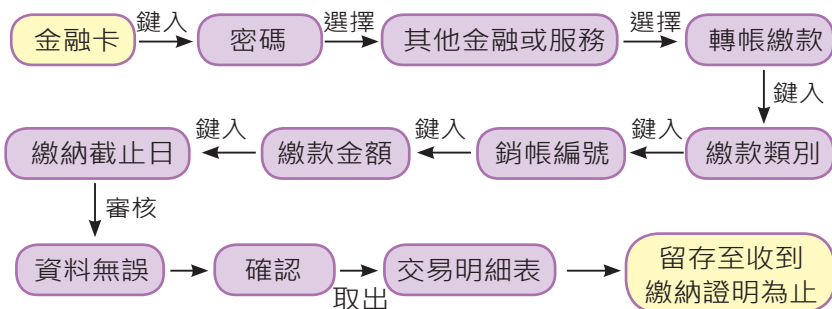 金融卡
鍵入
密碼
選擇
其他金融或服務
選擇
轉帳繳款
鍵入
繳款類別
鍵入
銷帳編號
鍵入
繳款金額
鍵入
繳納截止日
審核
資料無誤
確認
取出
交易明細表
留存至收到
繳納證明為止